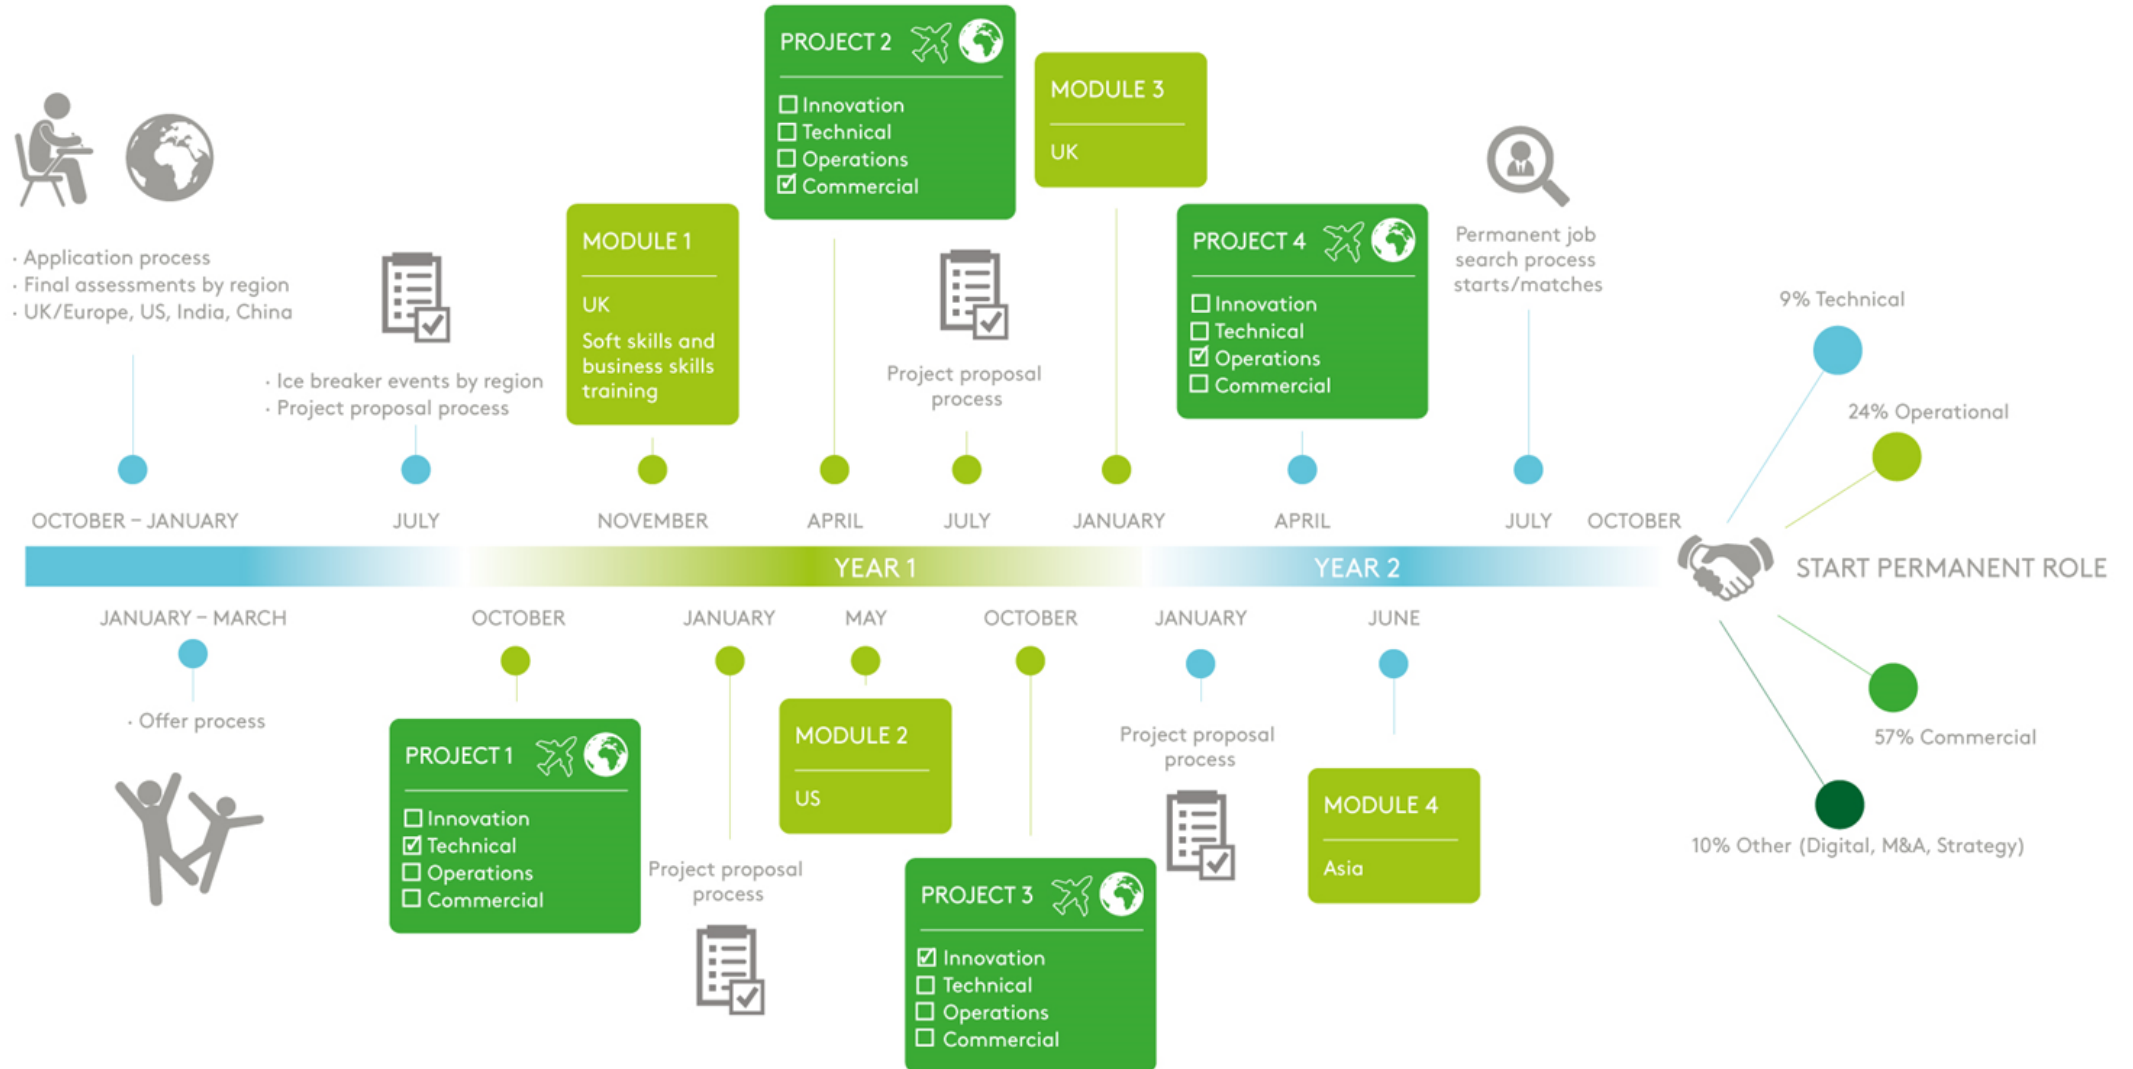 PROJECT 2
Innovation
Technical
Operations
Commercial
MODULE 3
UK
· Application process
· Final assessments by region
· UK/Europe, US, India, China
· Ice breaker events by region
· Project proposal process
MODULE 1
UK
Soft skills and
business skills
training
Project proposal
process
PROJECT 4
Innovation
Technical
Operations
Commercial
Permanent job
search process
starts/matches
9% Technical
24% Operational
OCTOBER – JANUARY
JULY
NOVEMBER
APRIL
JULY
JANUARY
APRIL
JULY
OCTOBER
YEAR 1
YEAR 2
START PERMANENT ROLE
JANUARY – MARCH
OCTOBER
JANUARY
MAY
OCTOBER
JANUARY
JUNE
· Offer process
PROJECT 1
Innovation
Technical
Operations
Commercial
Project proposal
process
MODULE 2
US
PROJECT 3
Innovation
Technical
Operations
Commercial
Project proposal
process
MODULE 4
Asia
57% Commercial
10% Other (Digital, M&A, Strategy)